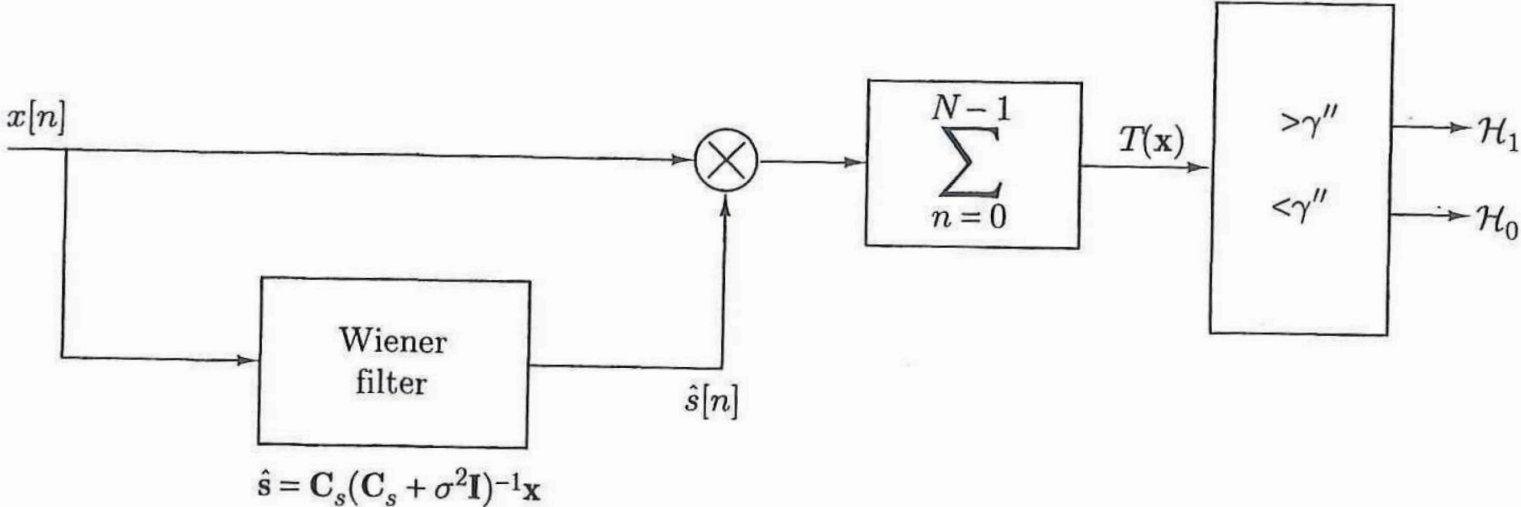 x[n]
N − 1
∑
n = 0
T(x)
>γ″
<γ″
ℋ₁
ℋ₀
Wiener
filter
ŝ[n]
ŝ = Cₛ(Cₛ + σ²I)⁻¹x